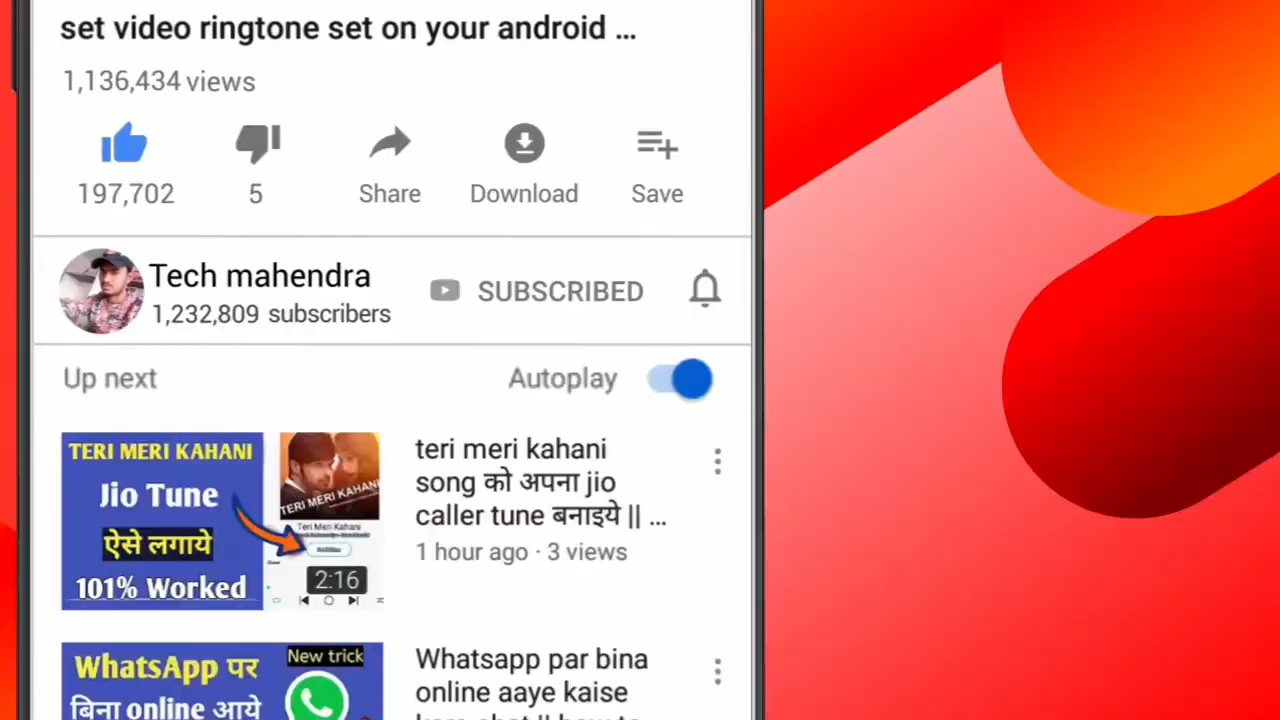 set video ringtone set on your android ...
1,136,434 views
197,702
5
Share
Download
Save
Tech mahendra
1,232,809 subscribers
SUBSCRIBED
Up next
Autoplay
TERI MERI KAHANI
Jio Tune
ऐसे लगाये
101% Worked
TERI MERI KAHANI
Teri Meri Kahani
2:16
teri meri kahani
song को अपना jio
caller tune बनाइये || ...
1 hour ago · 3 views
WhatsApp पर
बिना online आये
New trick
Whatsapp par bina
online aaye kaise